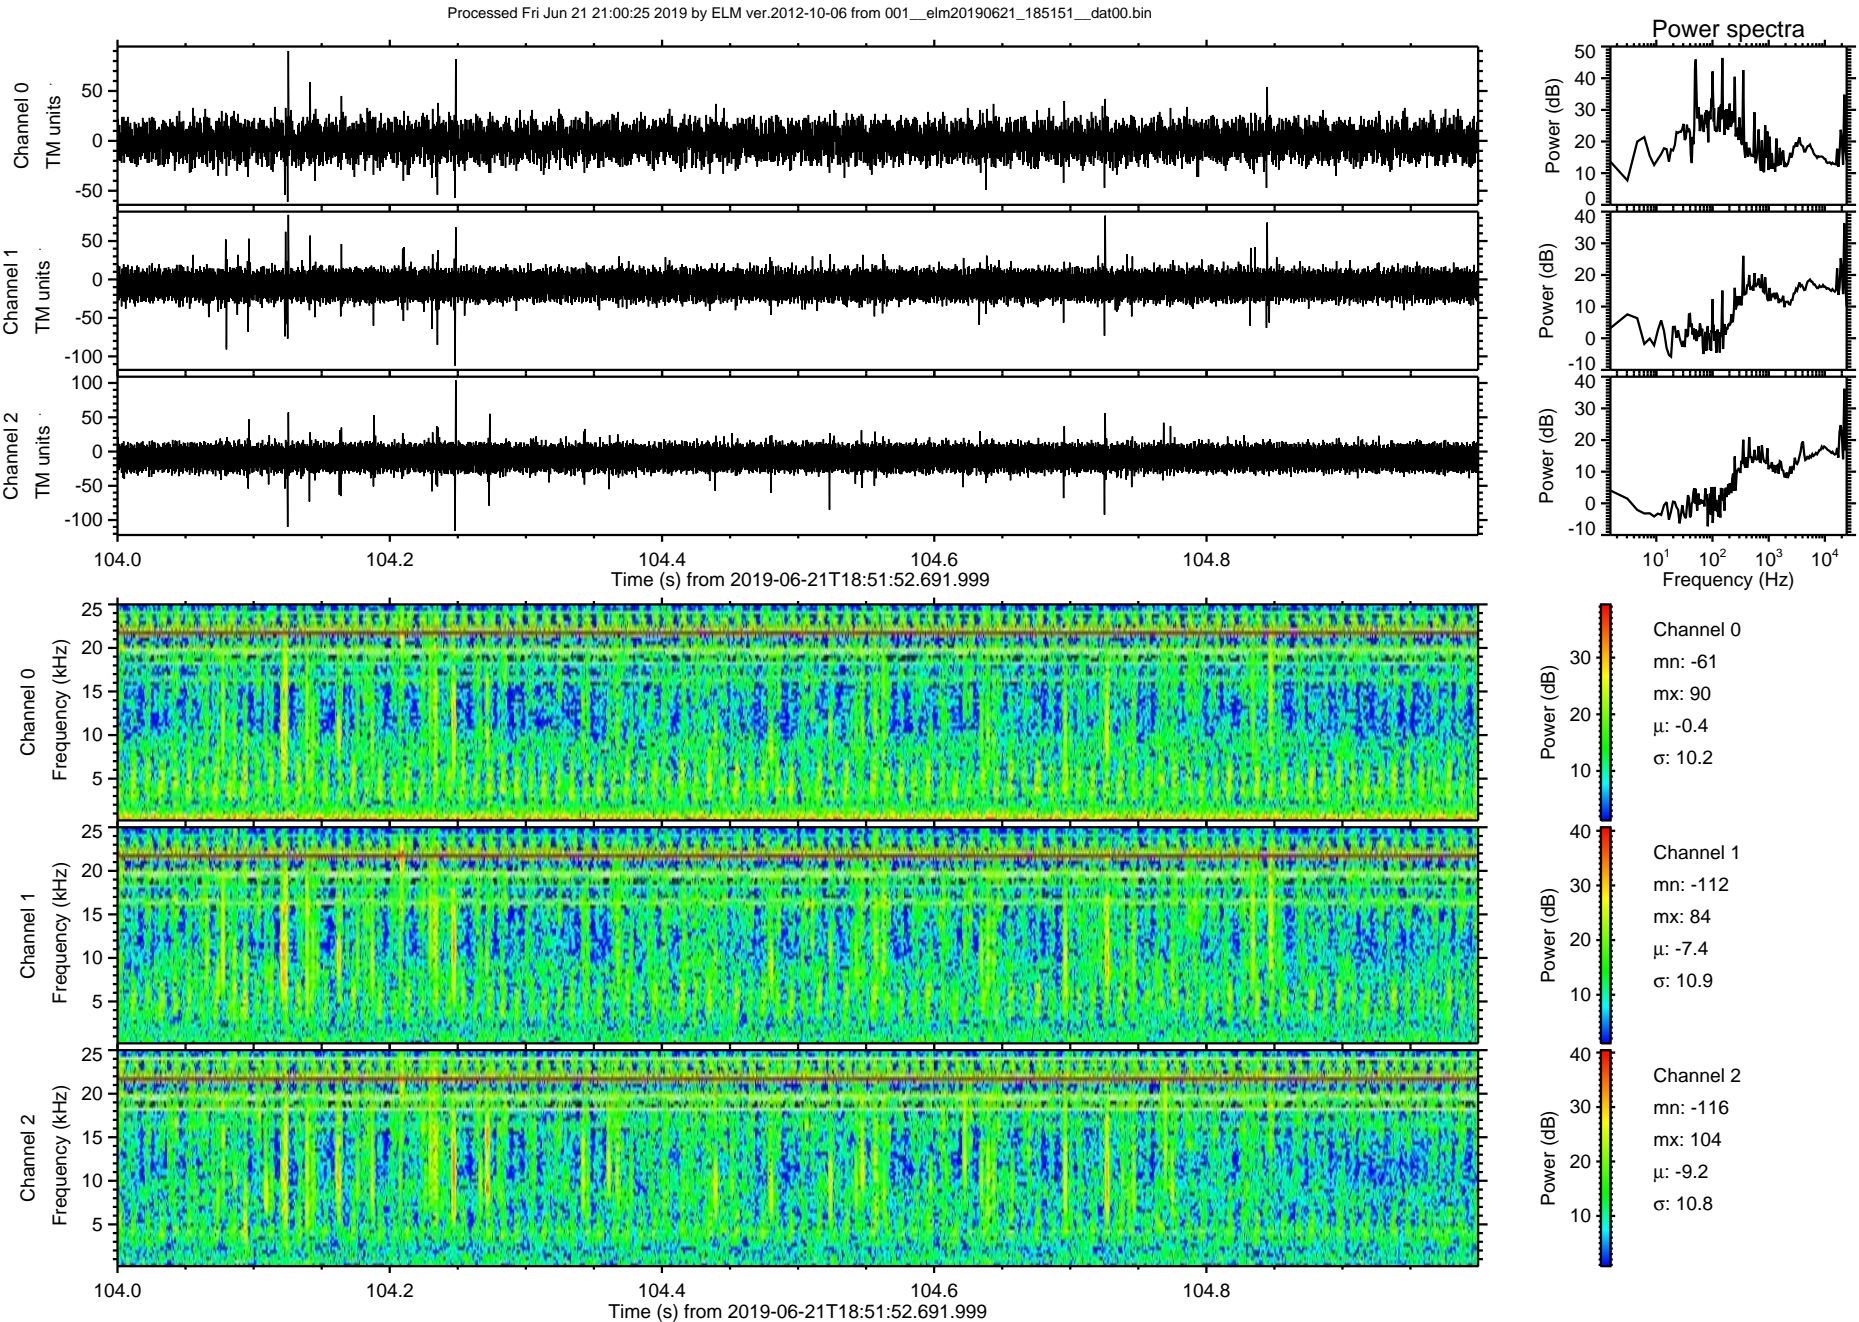 Processed Fri Jun 21 21:00:25 2019 by ELM ver.2012-10-06 from 001__elm20190621_185151__dat00.bin
Power spectra
Channel 0
TM units
50
0
-50
Power (dB)
50
40
30
20
10
0
Channel 1
TM units
50
0
-50
-100
Power (dB)
40
30
20
10
0
-10
Channel 2
TM units
100
50
0
-50
-100
Power (dB)
40
30
20
10
0
-10
104.0 104.2 104.4 104.6 104.8
Time (s) from 2019-06-21T18:51:52.691.999
10¹ 10² 10³ 10⁴
Frequency (Hz)
Channel 0
Frequency (kHz)
25
20
15
10
5
Power (dB)
30
20
10
Channel 0
mn: -61
mx: 90
µ: -0.4
σ: 10.2
Channel 1
Frequency (kHz)
25
20
15
10
5
Power (dB)
40
30
20
10
Channel 1
mn: -112
mx: 84
µ: -7.4
σ: 10.9
Channel 2
Frequency (kHz)
25
20
15
10
5
Power (dB)
40
30
20
10
Channel 2
mn: -116
mx: 104
µ: -9.2
σ: 10.8
104.0 104.2 104.4 104.6 104.8
Time (s) from 2019-06-21T18:51:52.691.999